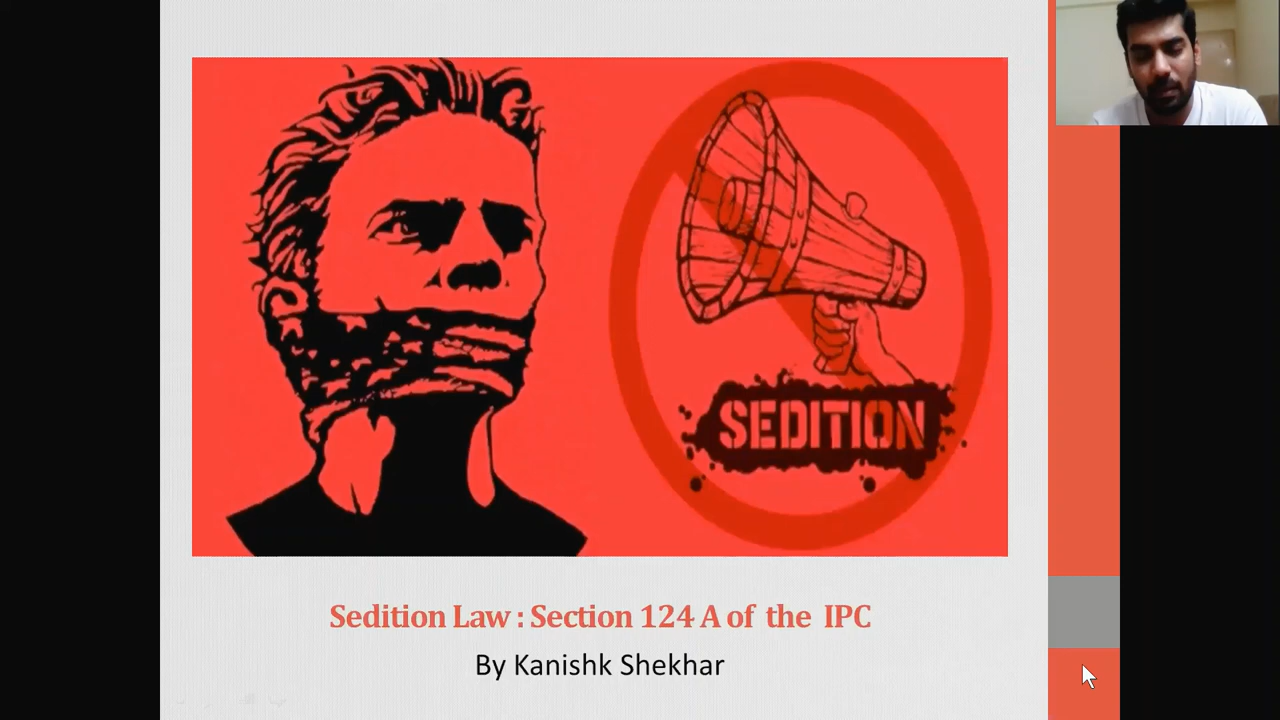 SEDITION
Sedition Law : Section 124 A of the IPC
By Kanishk Shekhar